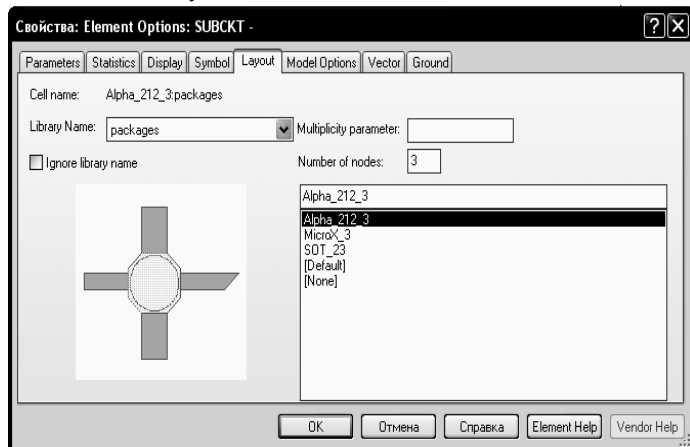 Свойства: Element Options: SUBCKT -
Parameters Statistics Display Symbol Layout Model Options Vector Ground
Cell name: Alpha_212_3:packages
Library Name: packages Multiplicity parameter:
Ignore library name Number of nodes: 3
Alpha_212_3
Alpha_212_3
MicroX_3
SOT_23
[Default]
[None]
OK Отмена Справка Element Help Vendor Help